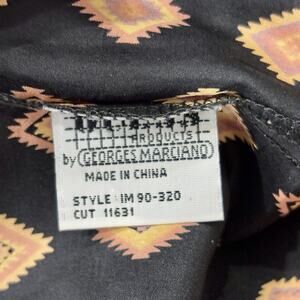 PRODUCTS
by GEORGES MARCIANO
MADE IN CHINA
STYLE IM 90-320
CUT 11631